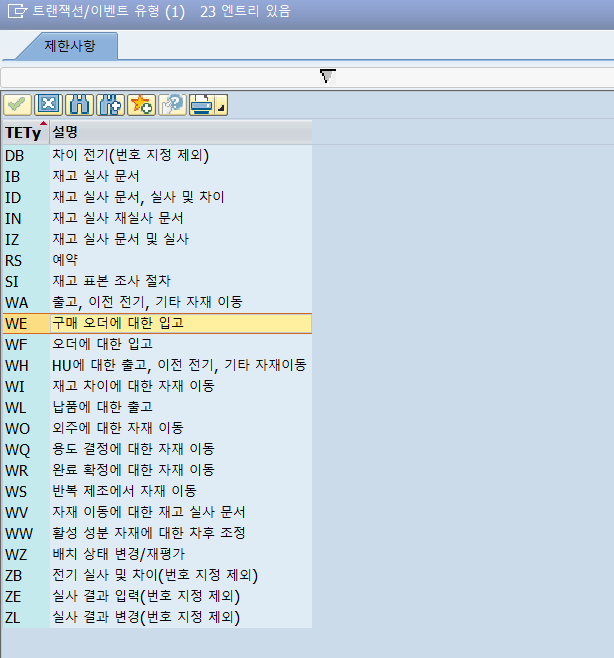 트랜잭션/이벤트 유형 (1) 23 엔트리 있음
제한사항
TETy 설명
DB 차이 전기(번호 지정 제외)
IB 재고 실사 문서
ID 재고 실사 문서, 실사 및 차이
IN 재고 실사 재실사 문서
IZ 재고 실사 문서 및 실사
RS 예약
SI 재고 표본 조사 절차
WA 출고, 이전 전기, 기타 자재 이동
WE 구매 오더에 대한 입고
WF 오더에 대한 입고
WH HU에 대한 출고, 이전 전기, 기타 자재이동
WI 재고 차이에 대한 자재 이동
WL 납품에 대한 출고
WO 외주에 대한 자재 이동
WQ 용도 결정에 대한 자재 이동
WR 완료 확정에 대한 자재 이동
WS 반복 제조에서 자재 이동
WV 자재 이동에 대한 재고 실사 문서
WW 활성 성분 자재에 대한 차후 조정
WZ 배치 상태 변경/재평가
ZB 전기 실사 및 차이(번호 지정 제외)
ZE 실사 결과 입력(번호 지정 제외)
ZL 실사 결과 변경(번호 지정 제외)